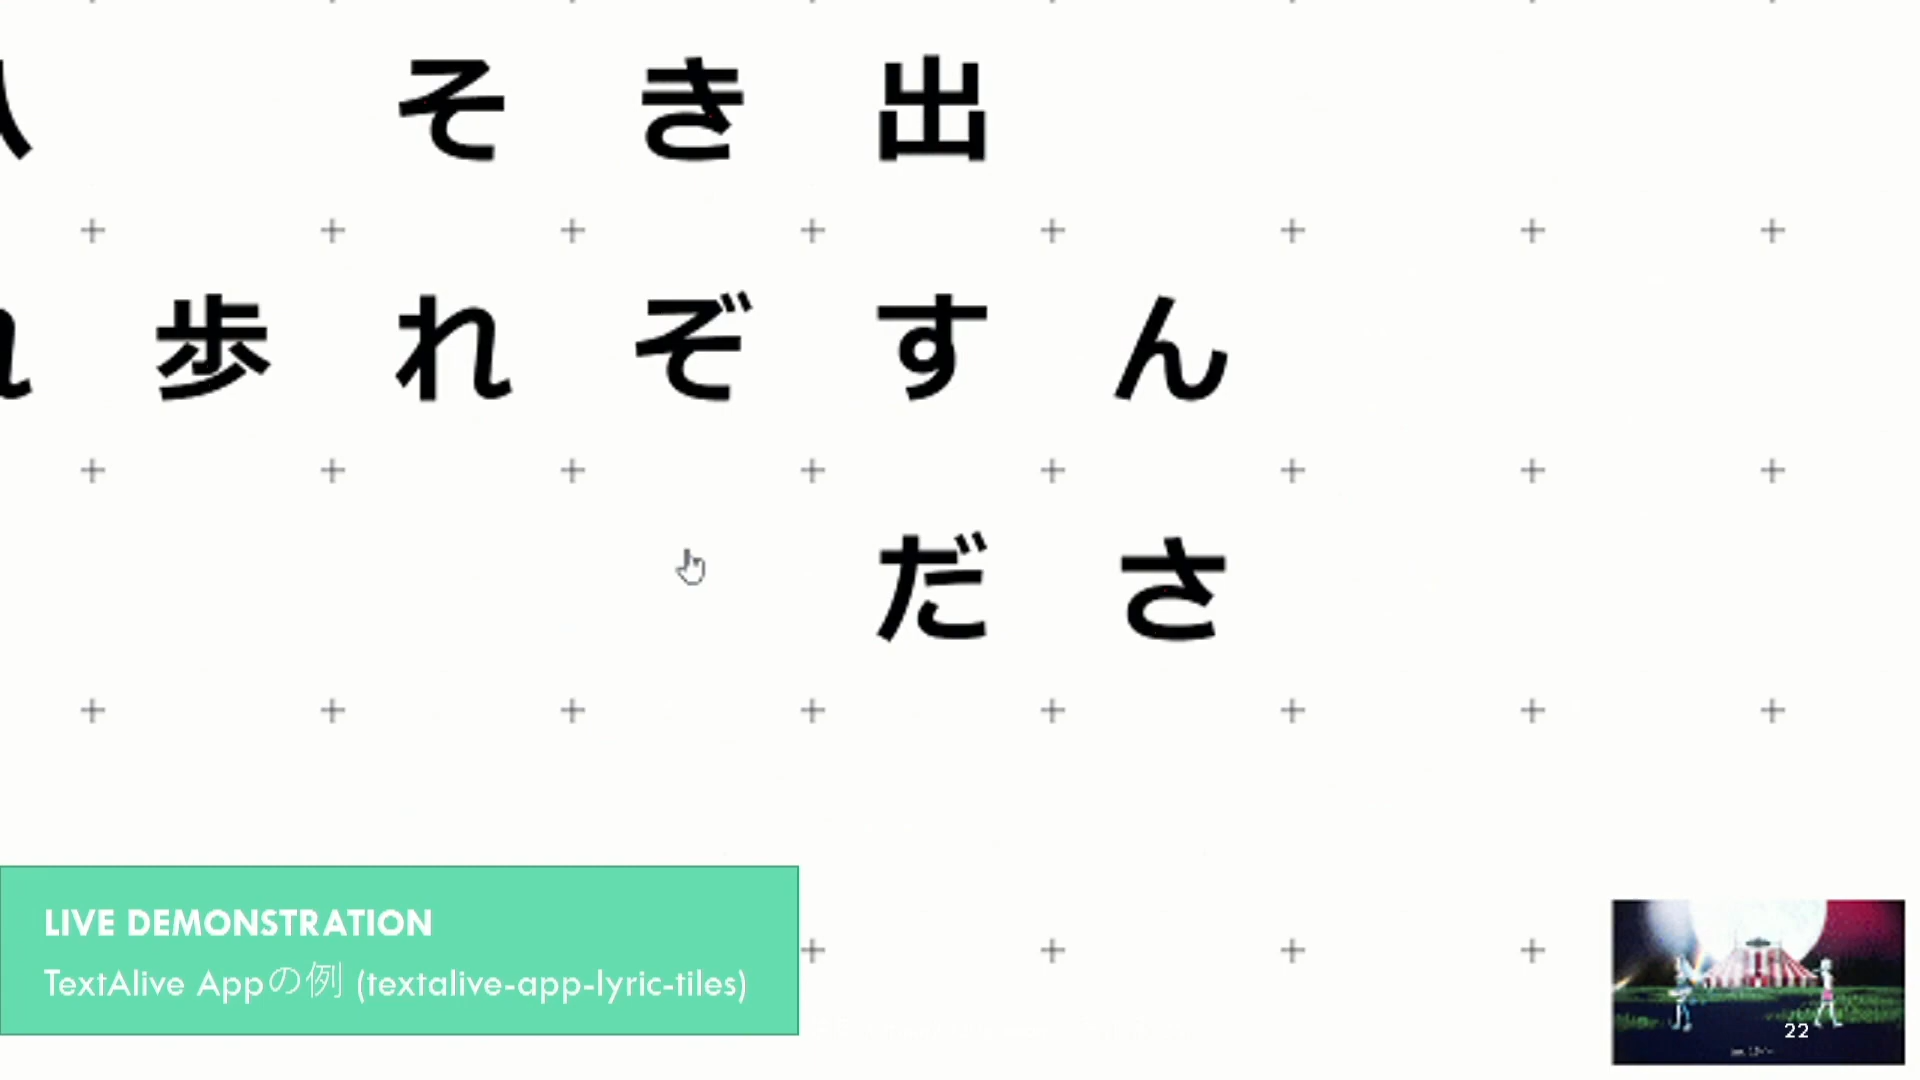 そ き 出
れ 歩 れ ぞ す ん
だ さ
LIVE DEMONSTRATION
TextAlive Appの例 (textalive-app-lyric-tiles)
22